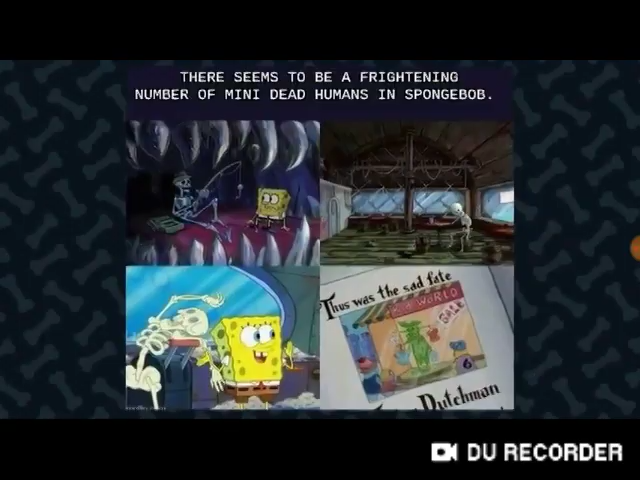 THERE SEEMS TO BE A FRIGHTENING
NUMBER OF MINI DEAD HUMANS IN SPONGEBOB.
Thus was the sad fate
WORLD
SALE
6
Dutchman
DU RECORDER